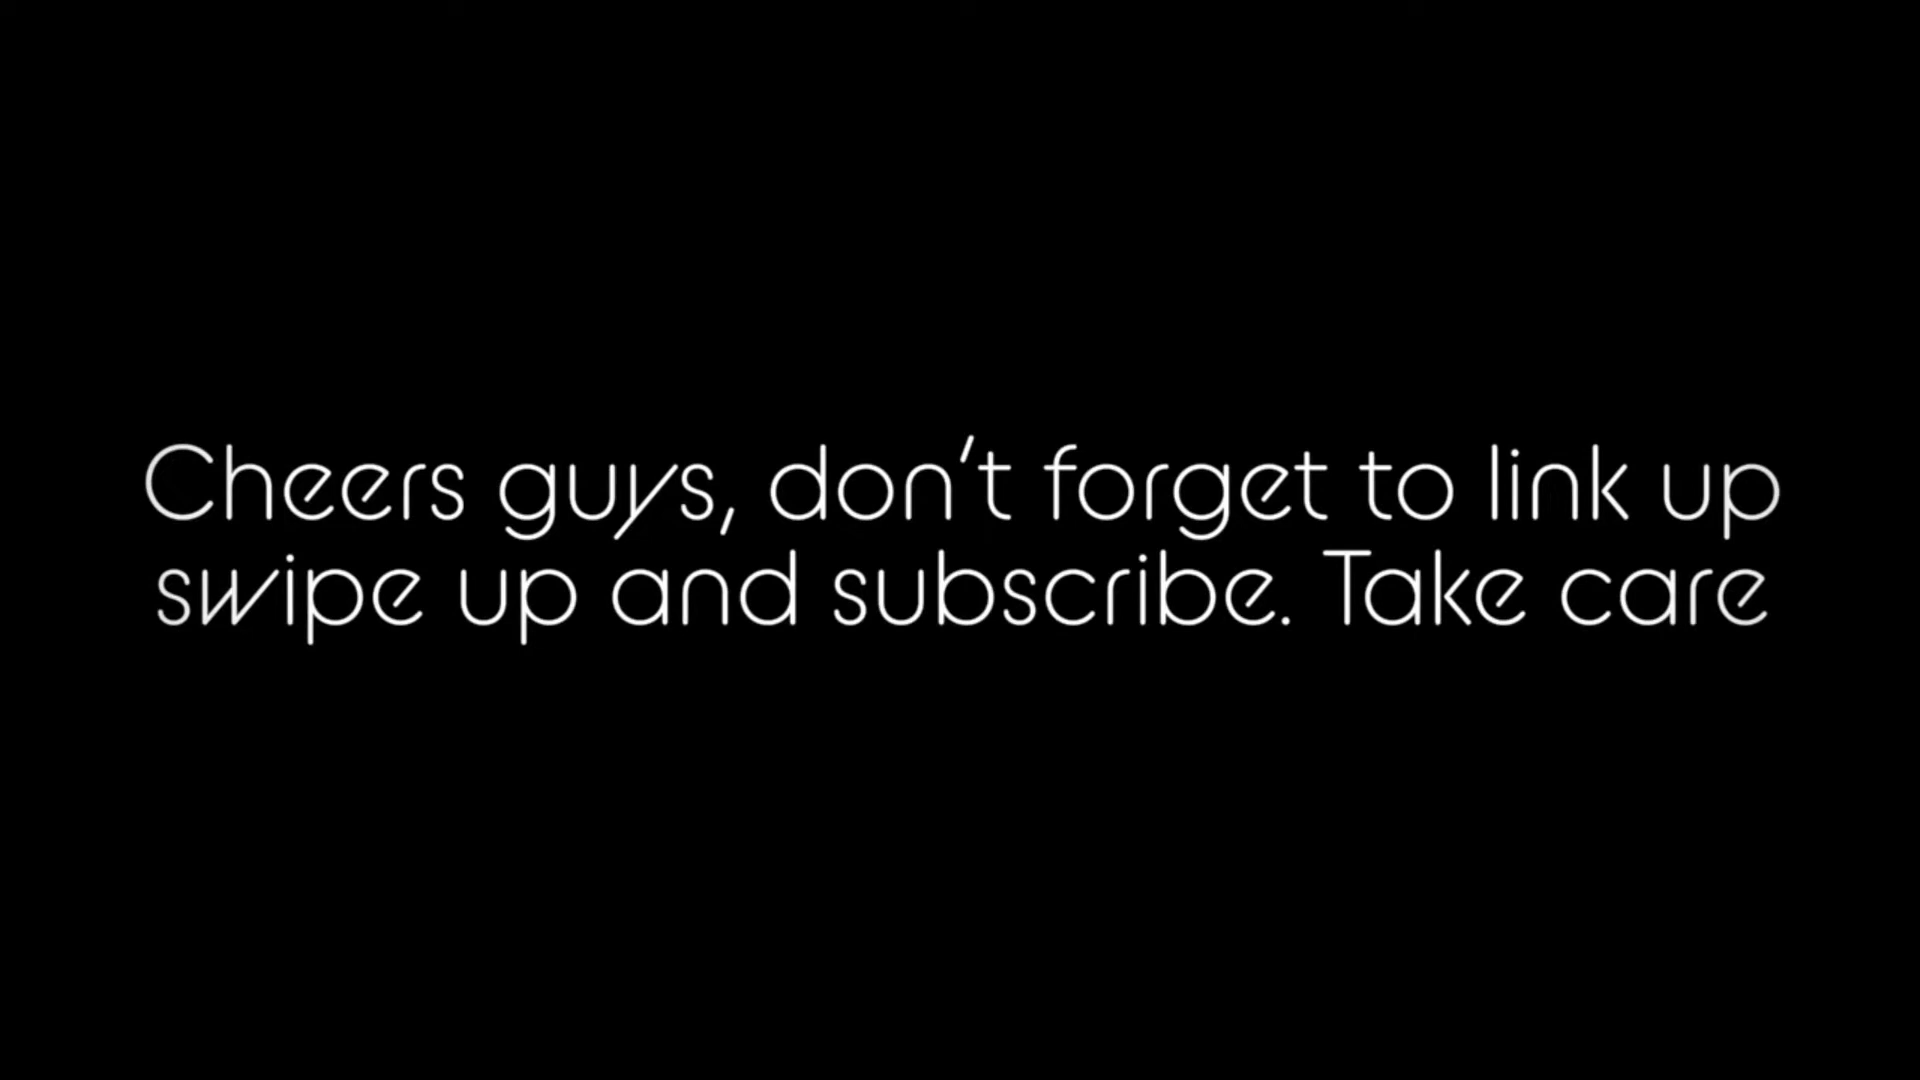 Cheers guys, don't forget to link up
swipe up and subscribe. Take care